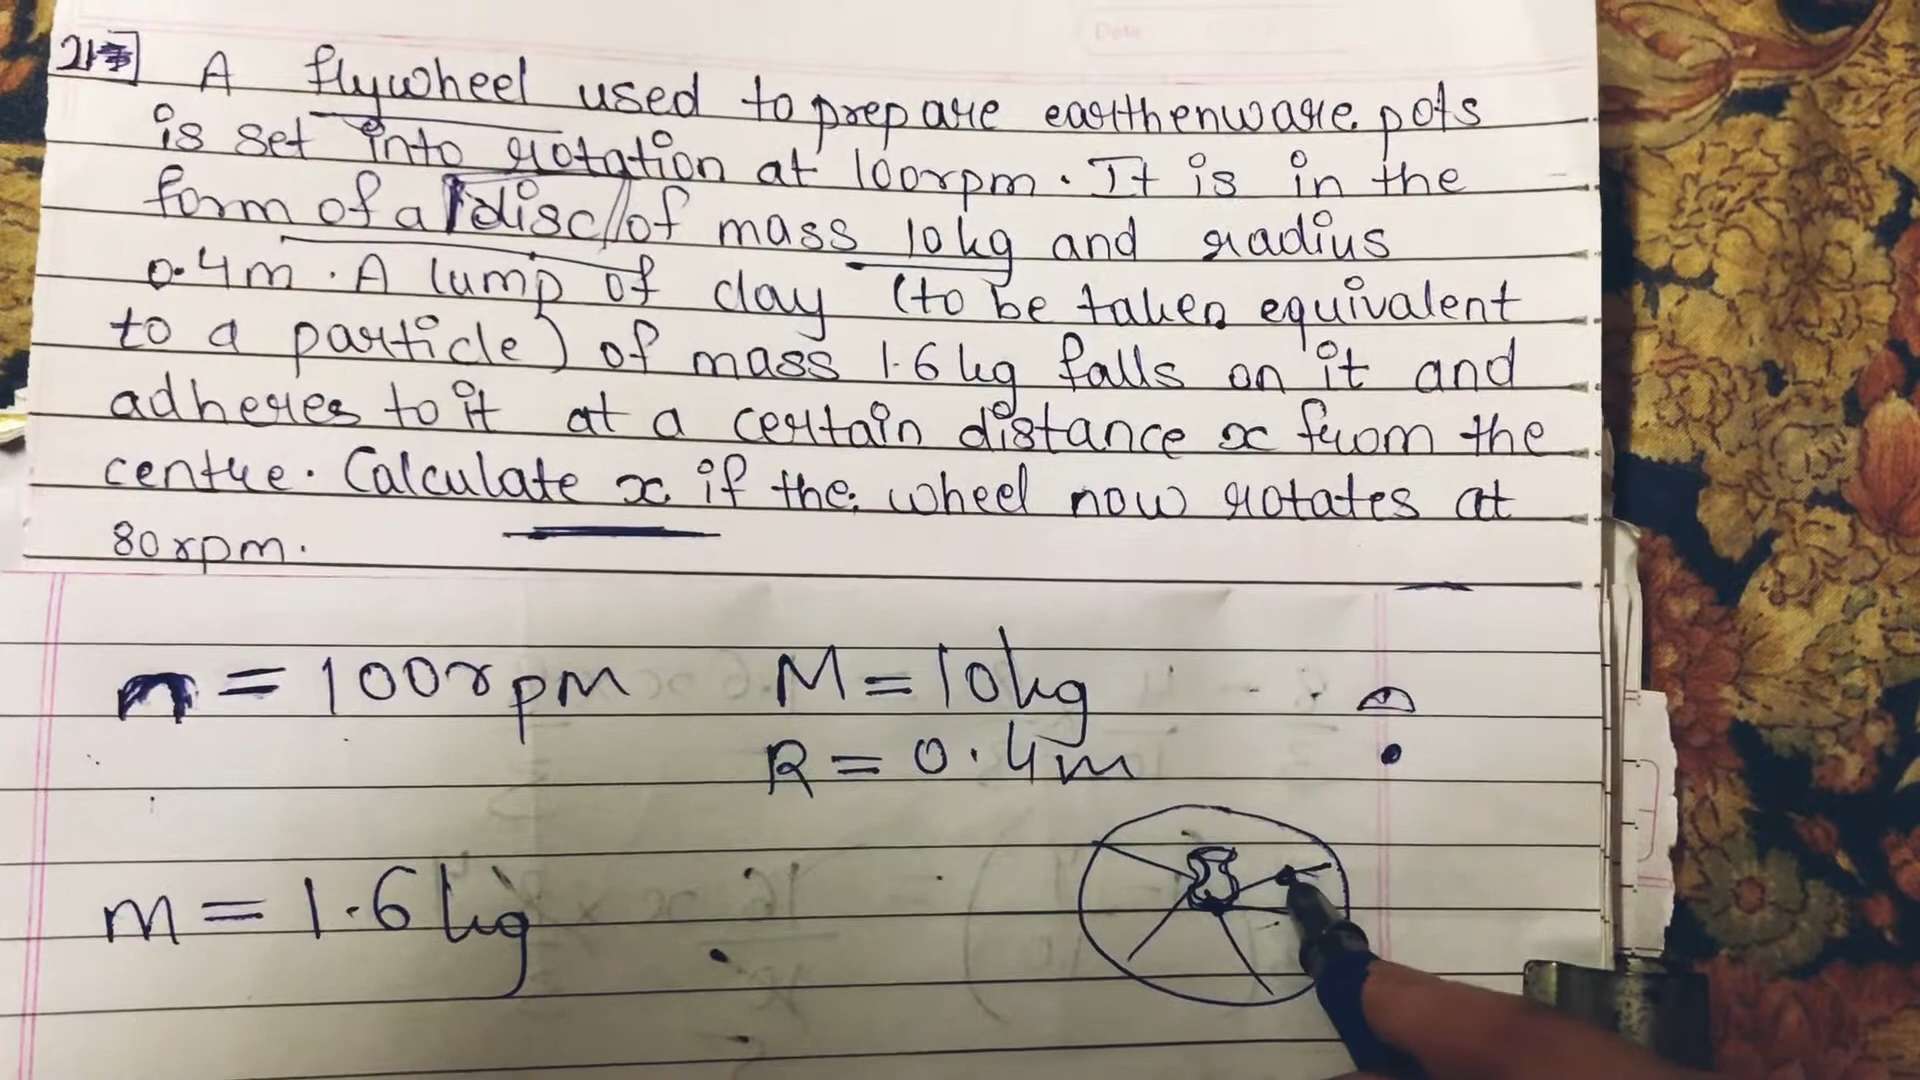 21]
A flywheel used to prepare earthenware pots
is set into rotation at 100rpm. It is in the
form of a disc of mass 10kg and radius
0.4m. A lump of clay (to be taken equivalent
to a particle) of mass 1.6kg falls on it and
adheres to it at a certain distance x from the
centre. Calculate x if the wheel now rotates at
80rpm.
n = 100rpm M = 10kg
R = 0.4m
m = 1.6kg
Date